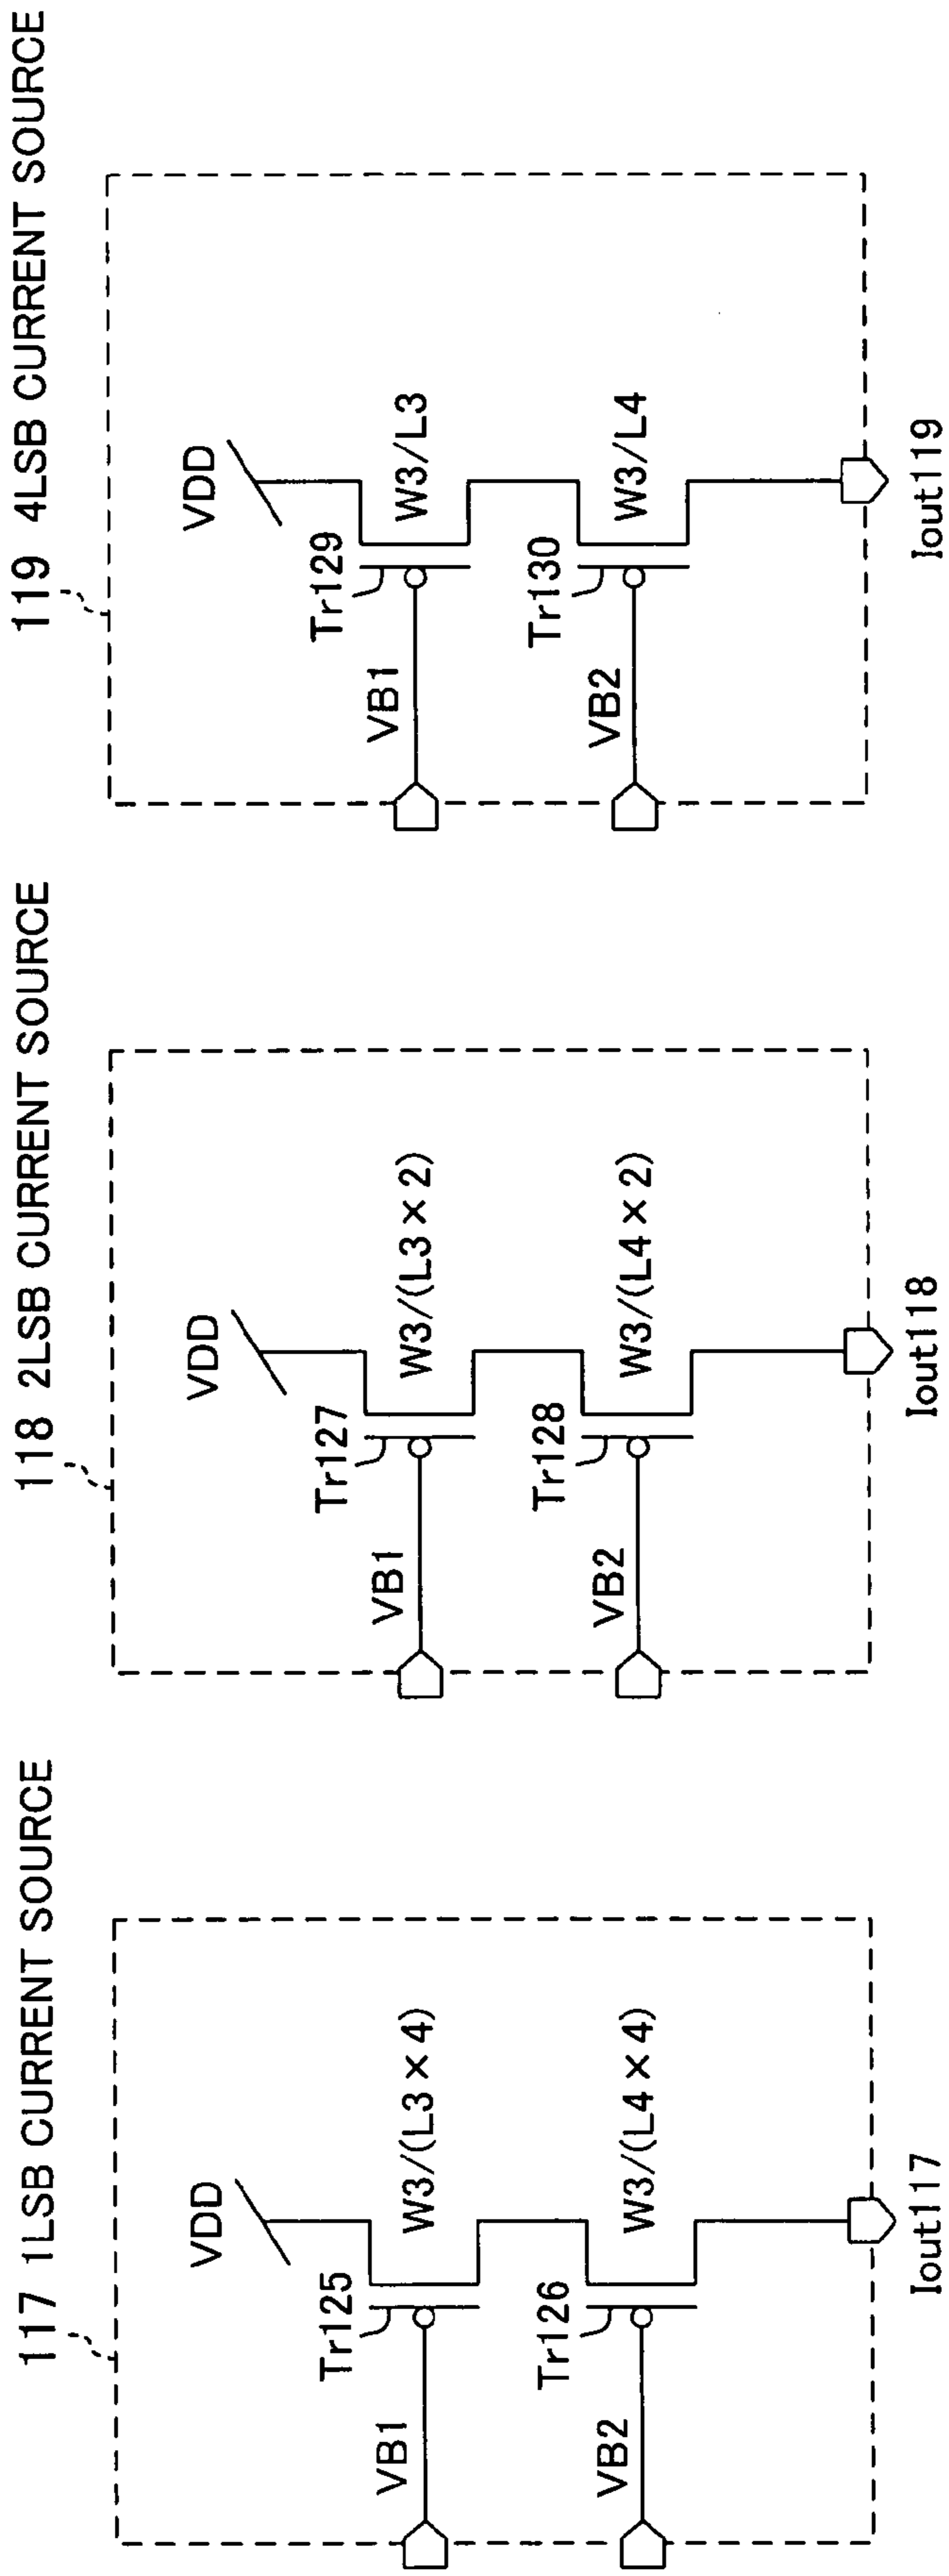 117 1LSB CURRENT SOURCE
VDD
Tr125
W3/(L3×4)
VB1
Tr126
W3/(L4×4)
VB2
Iout117
118 2LSB CURRENT SOURCE
VDD
Tr127
W3/(L3×2)
VB1
Tr128
W3/(L4×2)
VB2
Iout118
119 4LSB CURRENT SOURCE
VDD
Tr129
W3/L3
VB1
Tr130
W3/L4
VB2
Iout119